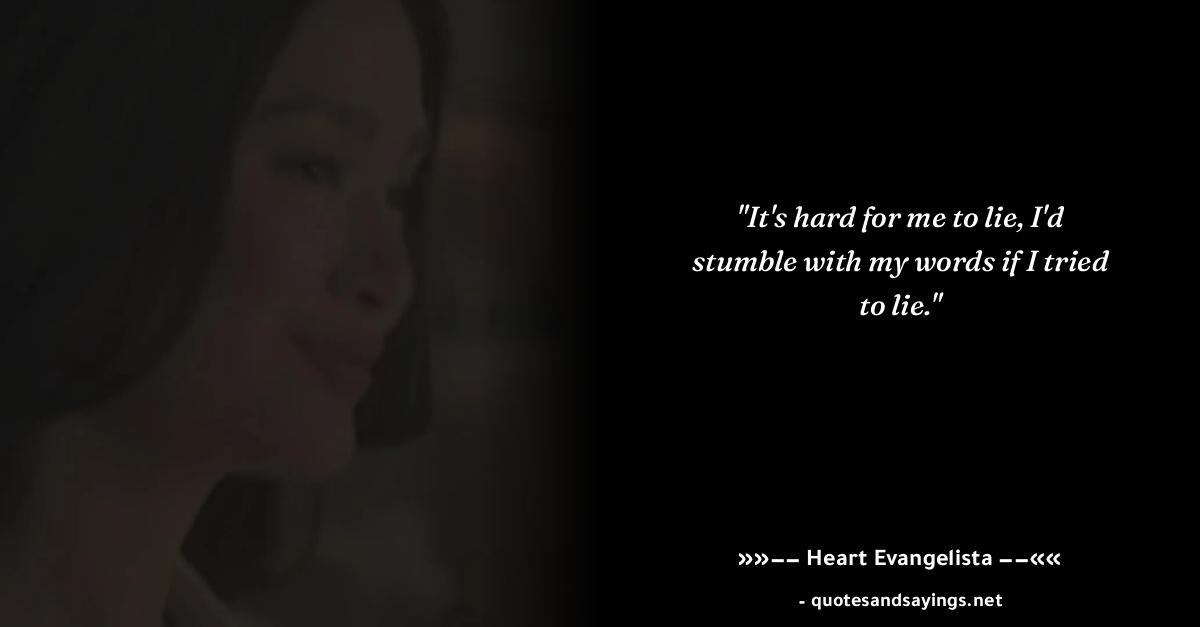 "It's hard for me to lie, I'd
stumble with my words if I tried
to lie."
»»–– Heart Evangelista ––««
- quotesandsayings.net